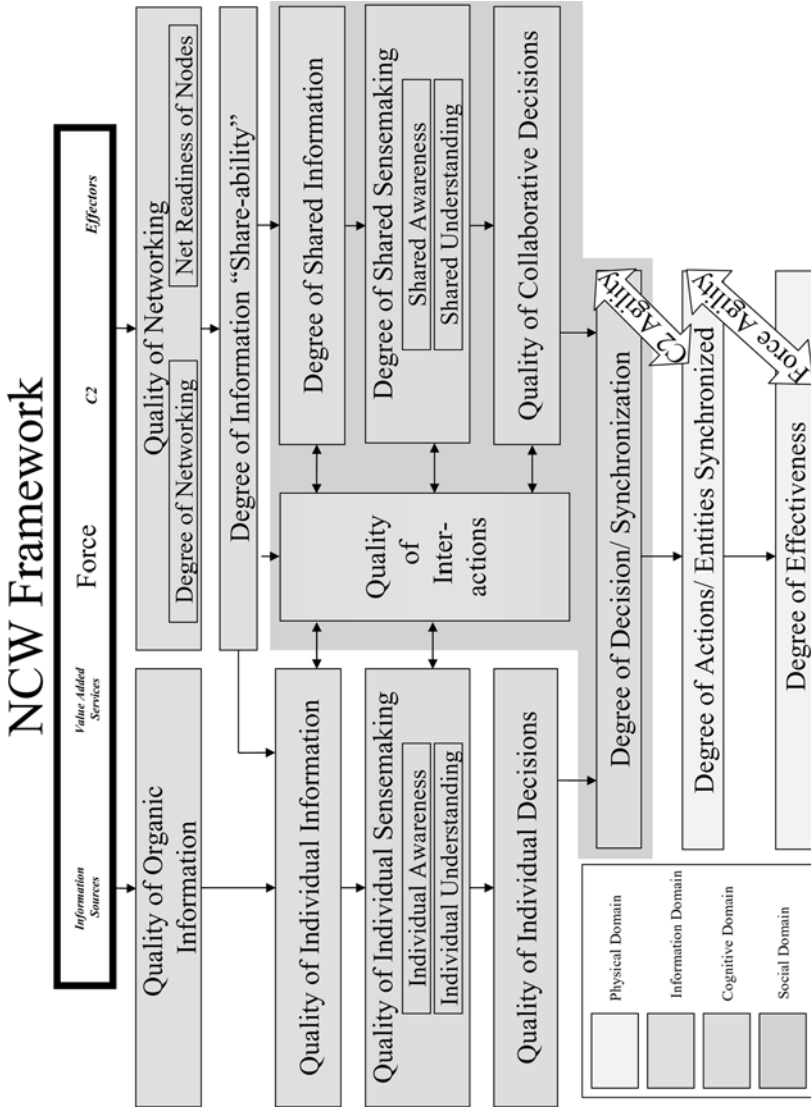 NCW Framework
Information
Sources
Value Added
Services
Force
C2
Effectors
Quality of Organic
Information
Quality of Networking
Degree of Networking
Net Readiness of Nodes
Degree of Information “Share-ability”
Quality of Individual Information
Quality of
Inter-
actions
Degree of Shared Information
Quality of Individual Sensemaking
Individual Awareness
Individual Understanding
Degree of Shared Sensemaking
Shared Awareness
Shared Understanding
Quality of Individual Decisions
Quality of Collaborative Decisions
Degree of Decision/ Synchronization
C2 Agility
Degree of Actions/ Entities Synchronized
Force Agility
Degree of Effectiveness
Physical Domain
Information Domain
Cognitive Domain
Social Domain